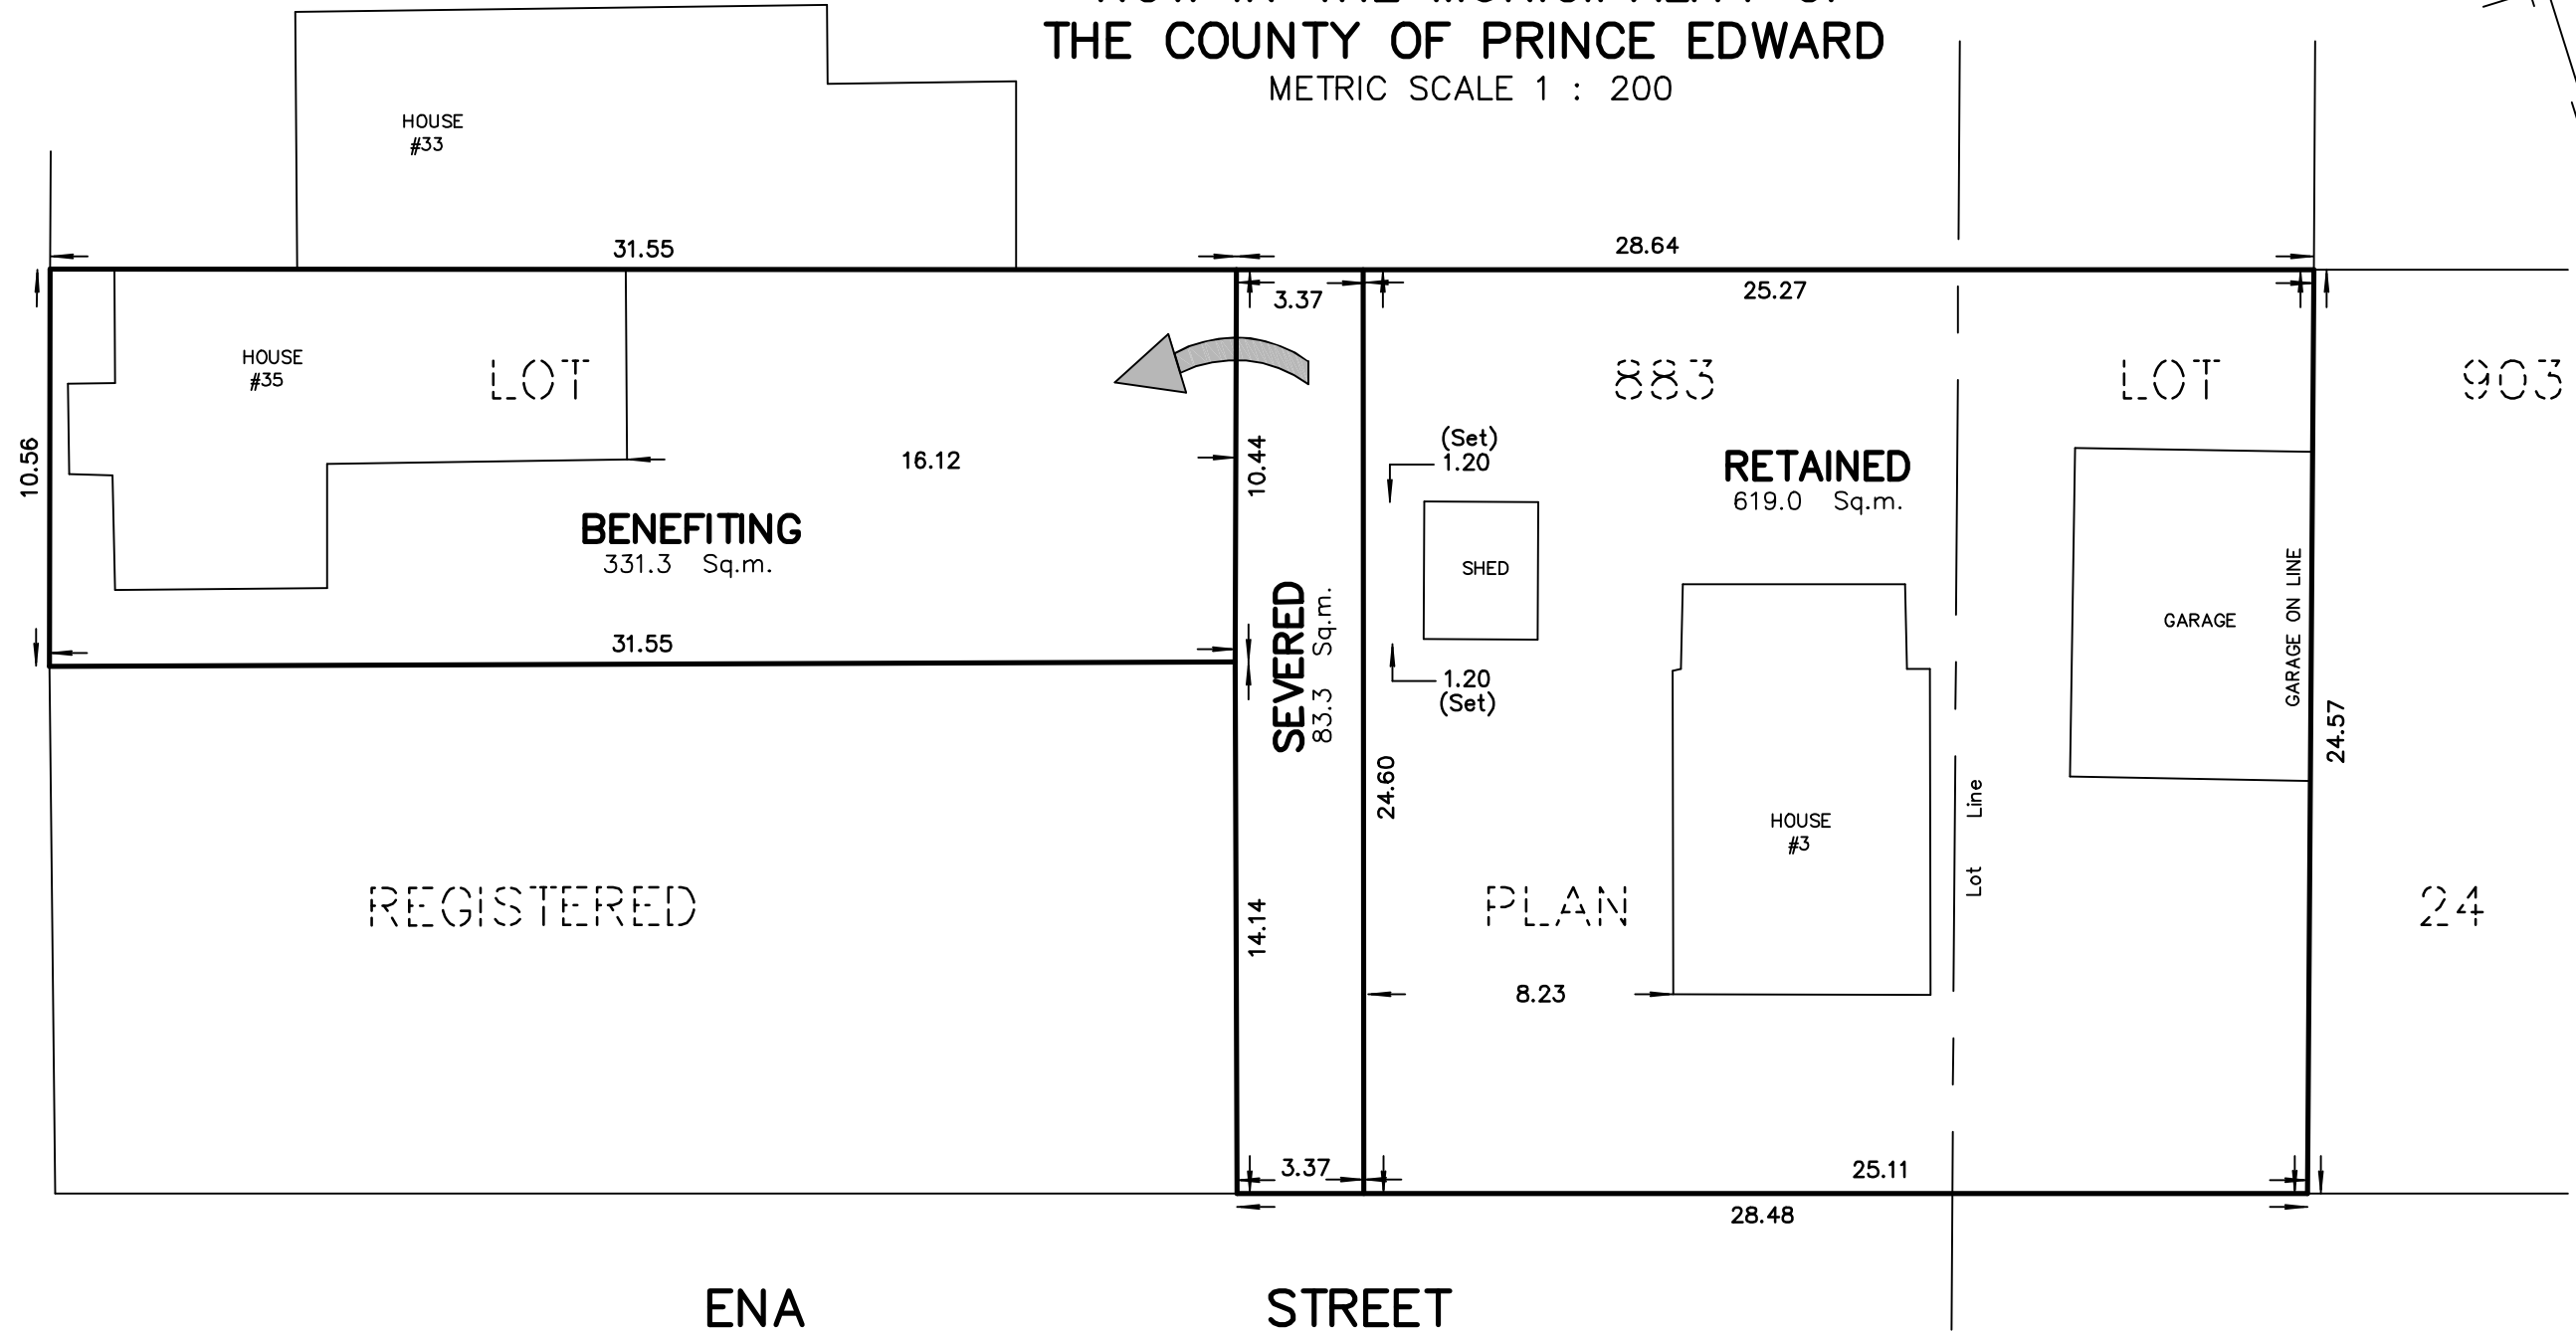 THE COUNTY OF PRINCE EDWARD
METRIC SCALE 1 : 200
HOUSE
#33
31.55
28.64
3.37
25.27
HOUSE
#35
LOT
883
LOT
903
10.56
16.12
10.44
(Set)
1.20
RETAINED
619.0 Sq.m.
BENEFITING
331.3 Sq.m.
SHED
GARAGE
GARAGE ON LINE
31.55
SEVERED
83.3 Sq.m.
1.20
(Set)
24.60
24.57
HOUSE
#3
Lot Line
REGISTERED
PLAN
24
14.14
8.23
3.37
25.11
28.48
ENA STREET